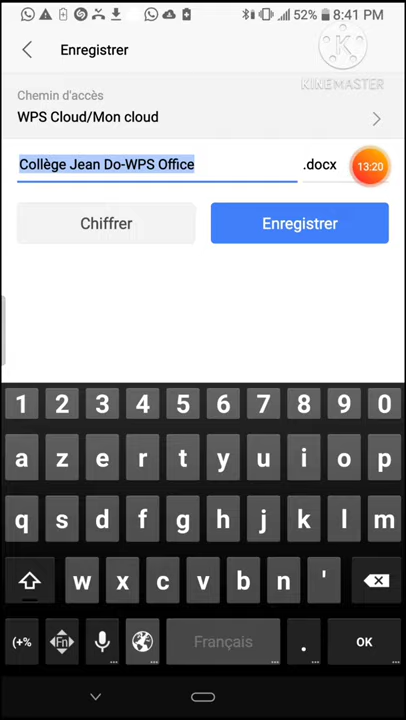 52% 8:41 PM
Enregistrer
K
KINEMASTER
Chemin d'accès
WPS Cloud/Mon cloud
Collège Jean Do-WPS Office .docx 13:20
Chiffrer Enregistrer
1 2 3 4 5 6 7 8 9 0
a z e r t y u i o p
q s d f g h j k l m
w x c v b n '
(+% Fn Français . OK